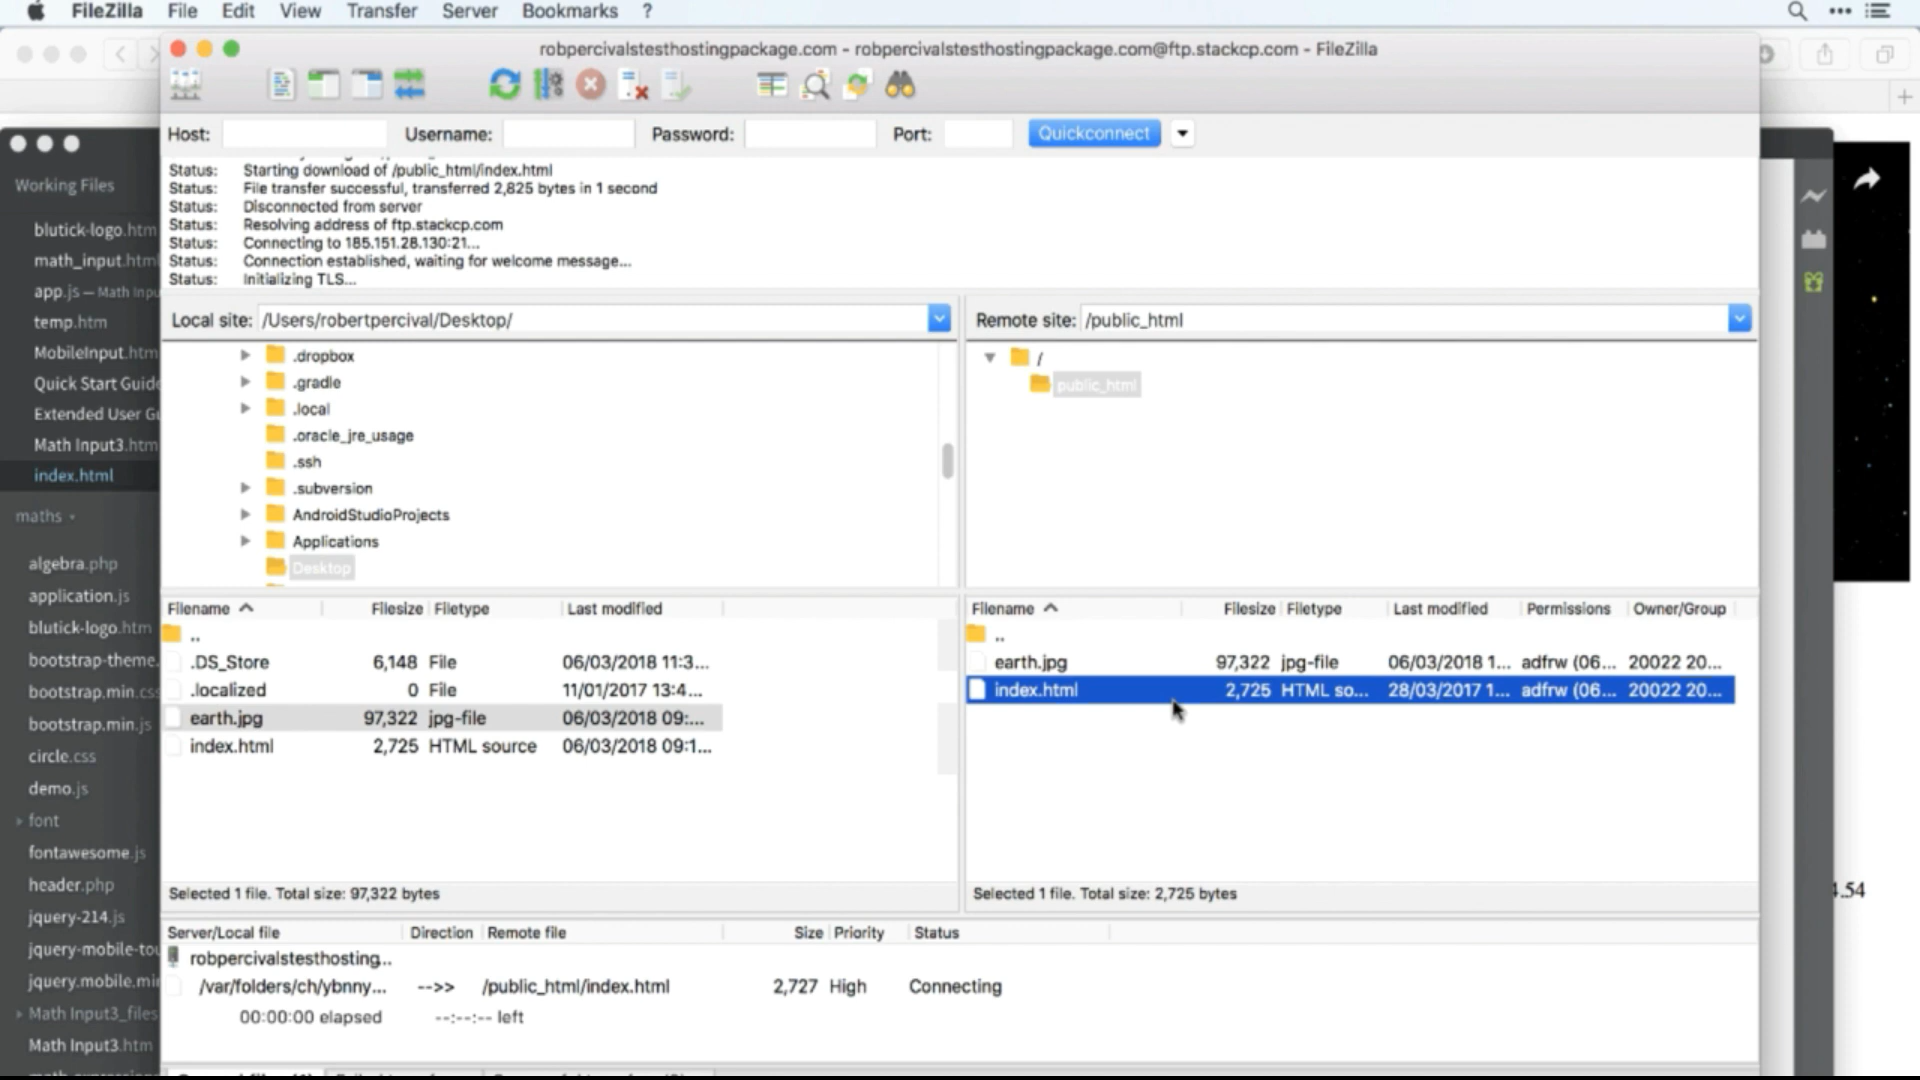 FileZilla File Edit View Transfer Server Bookmarks ?
robpercivalstesthostingpackage.com - robpercivalstesthostingpackage.com@ftp.stackcp.com - FileZilla
Host: Username: Password: Port: Quickconnect
Status: Starting download of /public_html/index.html
Status: File transfer successful, transferred 2,825 bytes in 1 second
Status: Disconnected from server
Status: Resolving address of ftp.stackcp.com
Status: Connecting to 185.151.28.130:21...
Status: Connection established, waiting for welcome message...
Status: Initializing TLS...
Local site: /Users/robertpercival/Desktop/
.dropbox
.gradle
.local
.oracle_jre_usage
.ssh
.subversion
AndroidStudioProjects
Applications
Desktop
Remote site: /public_html
/
public_html
Filename Filesize Filetype Last modified
..
.DS_Store 6,148 File 06/03/2018 11:3...
.localized 0 File 11/01/2017 13:4...
earth.jpg 97,322 jpg-file 06/03/2018 09:...
index.html 2,725 HTML source 06/03/2018 09:1...
Selected 1 file. Total size: 97,322 bytes
Filename Filesize Filetype Last modified Permissions Owner/Group
..
earth.jpg 97,322 jpg-file 06/03/2018 1... adfrw (06... 20022 20...
index.html 2,725 HTML so... 28/03/2017 1... adfrw (06... 20022 20...
Selected 1 file. Total size: 2,725 bytes
Server/Local file Direction Remote file Size Priority Status
robpercivalstesthosting...
/var/folders/ch/ybnny... -->> /public_html/index.html 2,727 High Connecting
00:00:00 elapsed --:--:-- left
Working Files
blutick-logo.htm
math_input.html
app.js — Math Inpu
temp.htm
MobileInput.htm
Quick Start Guide
Extended User Gu
Math Input3.htm
index.html
maths
algebra.php
application.js
blutick-logo.htm
bootstrap-theme.
bootstrap.min.css
bootstrap.min.js
circle.css
demo.js
font
fontawesome.js
header.php
jquery-214.js
jquery-mobile-tou
jquery.mobile.min
Math Input3_files
Math Input3.htm
4.54